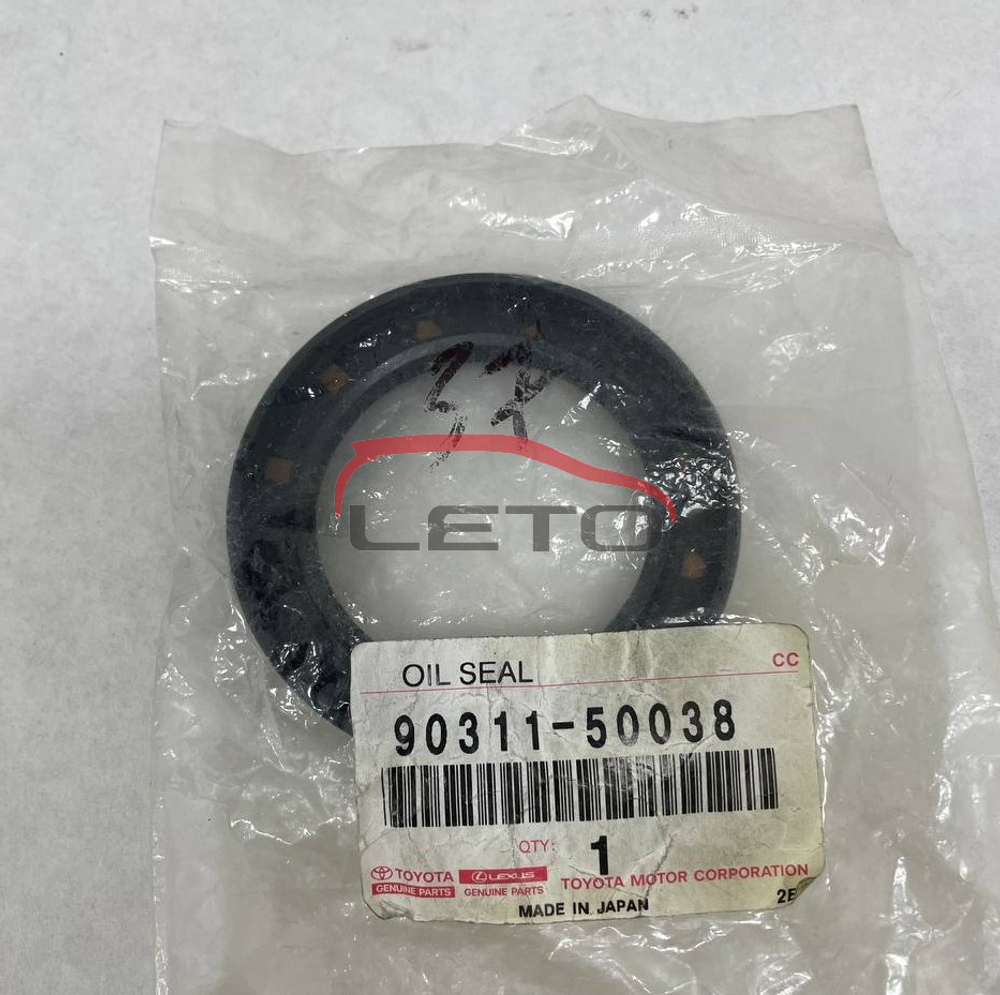 LETO
OIL SEAL
CC
90311-50038
QTY: 1
TOYOTA
GENUINE PARTS
LEXUS
GENUINE PARTS
TOYOTA MOTOR CORPORATION
MADE IN JAPAN